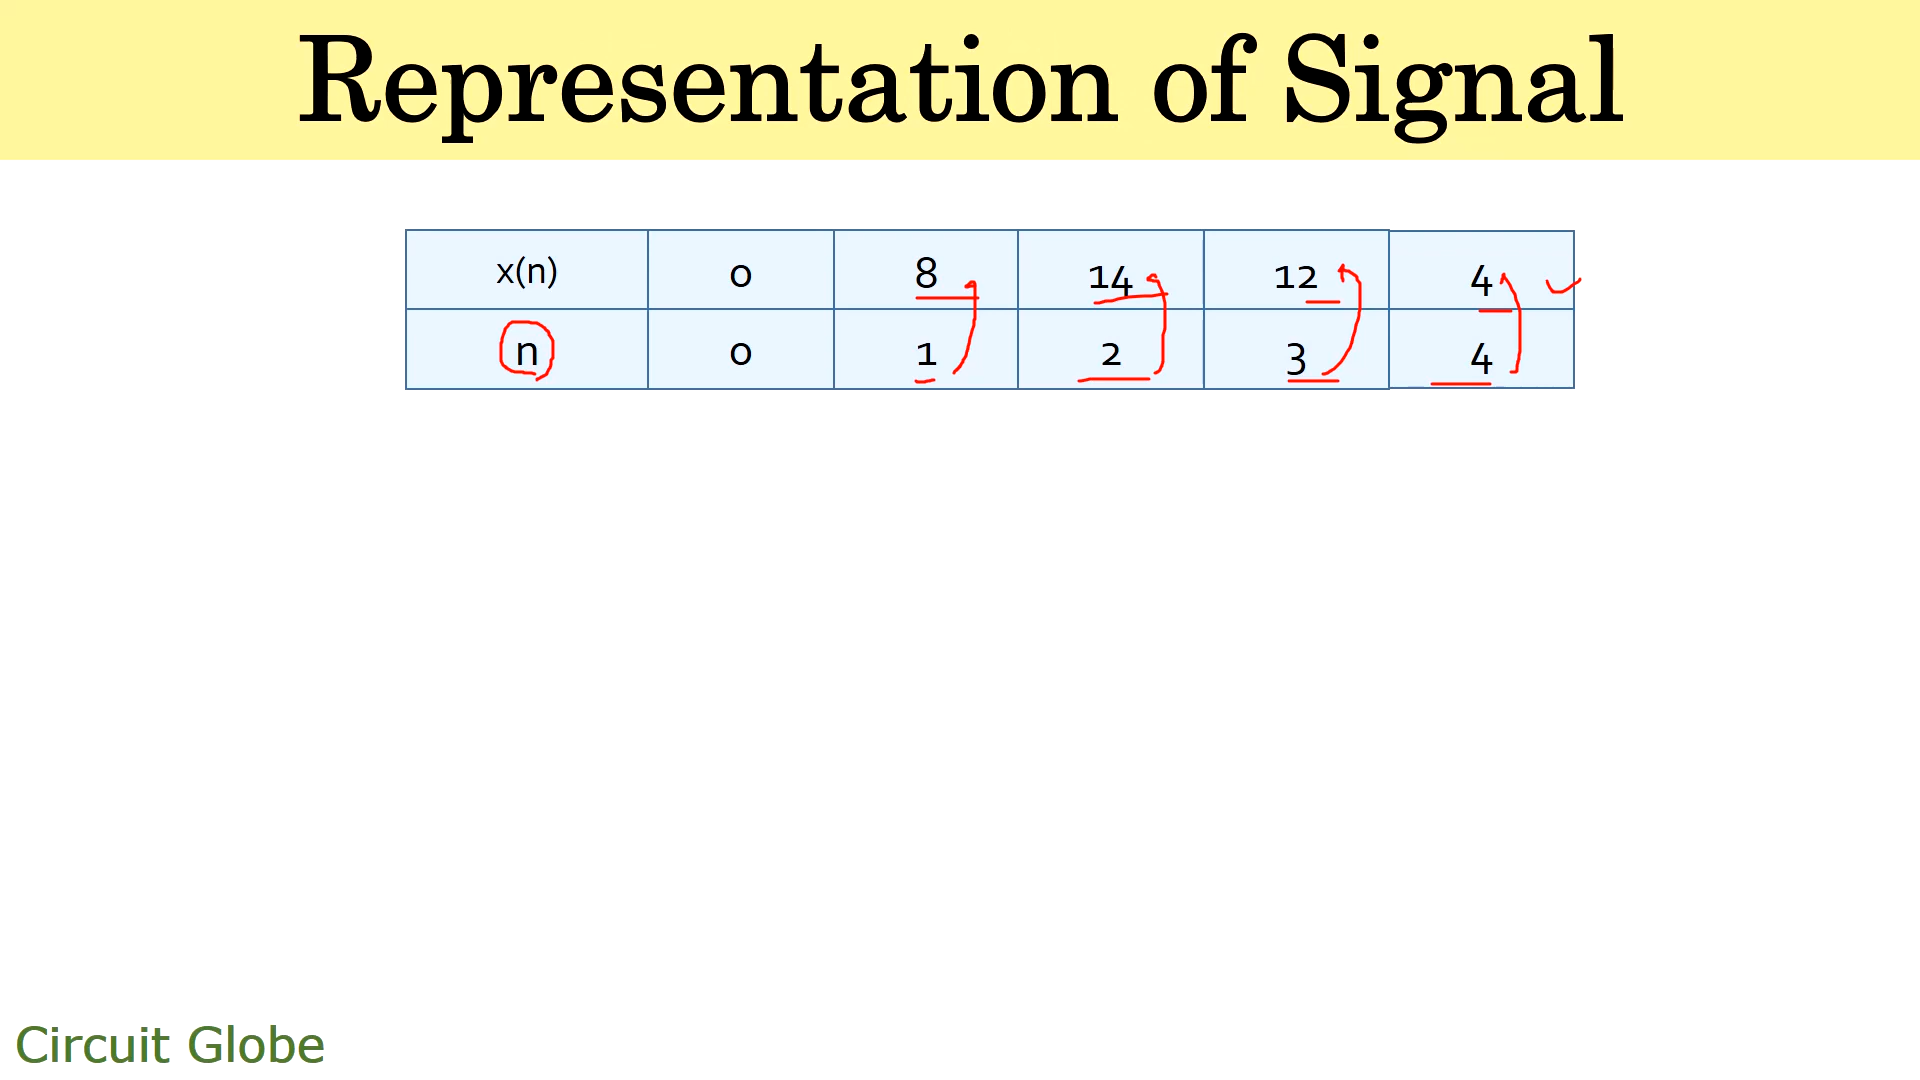 Representation of Signal
x(n) 0 8 14 12 4
n 0 1 2 3 4
Circuit Globe